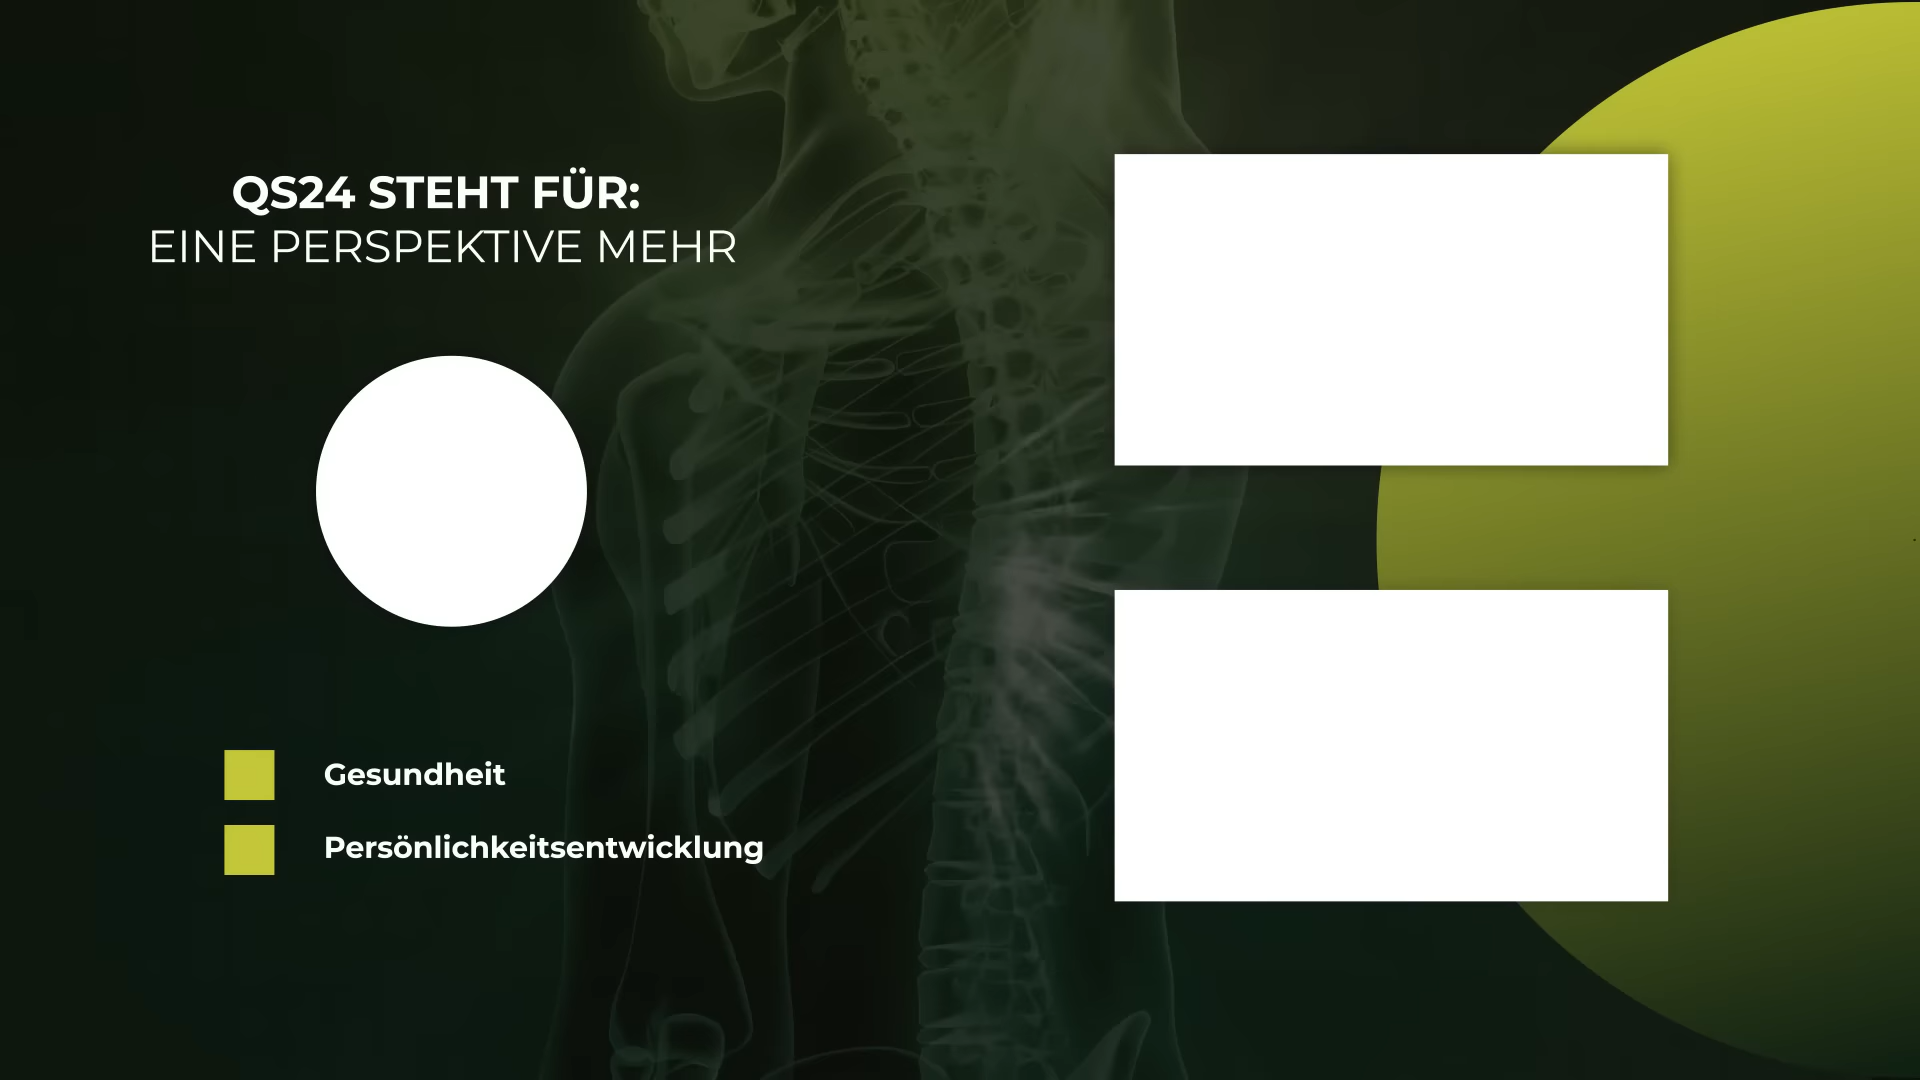 QS24 STEHT FÜR:
EINE PERSPEKTIVE MEHR
Gesundheit
Persönlichkeitsentwicklung